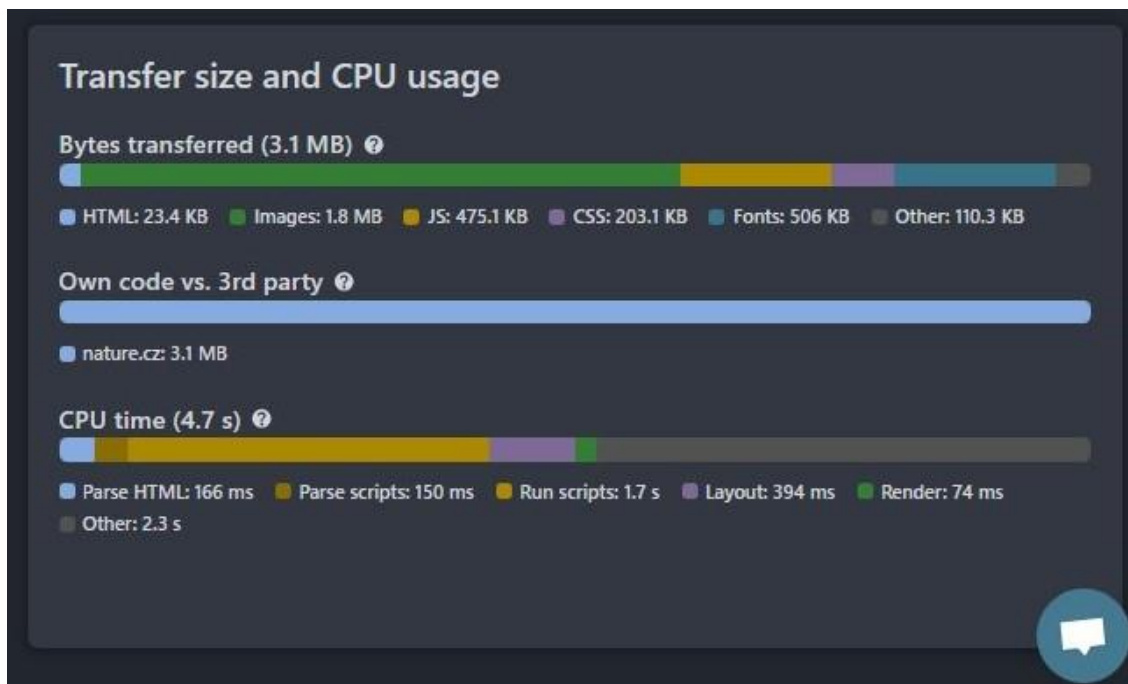 Transfer size and CPU usage
Bytes transferred (3.1 MB) ?
HTML: 23.4 KB Images: 1.8 MB JS: 475.1 KB CSS: 203.1 KB Fonts: 506 KB Other: 110.3 KB
Own code vs. 3rd party ?
nature.cz: 3.1 MB
CPU time (4.7 s) ?
Parse HTML: 166 ms Parse scripts: 150 ms Run scripts: 1.7 s Layout: 394 ms Render: 74 ms
Other: 2.3 s